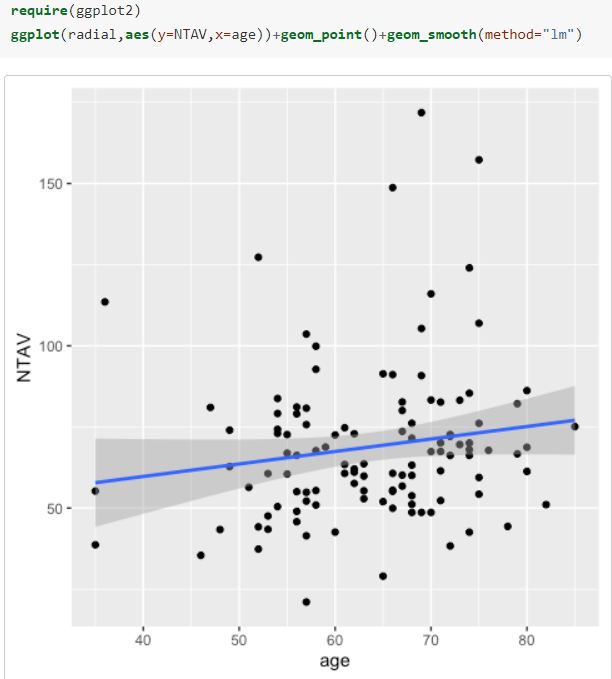 require(ggplot2)
ggplot(radial,aes(y=NTAV,x=age))+geom_point()+geom_smooth(method="lm")
150
100
50
NTAV
40 50 60 70 80
age